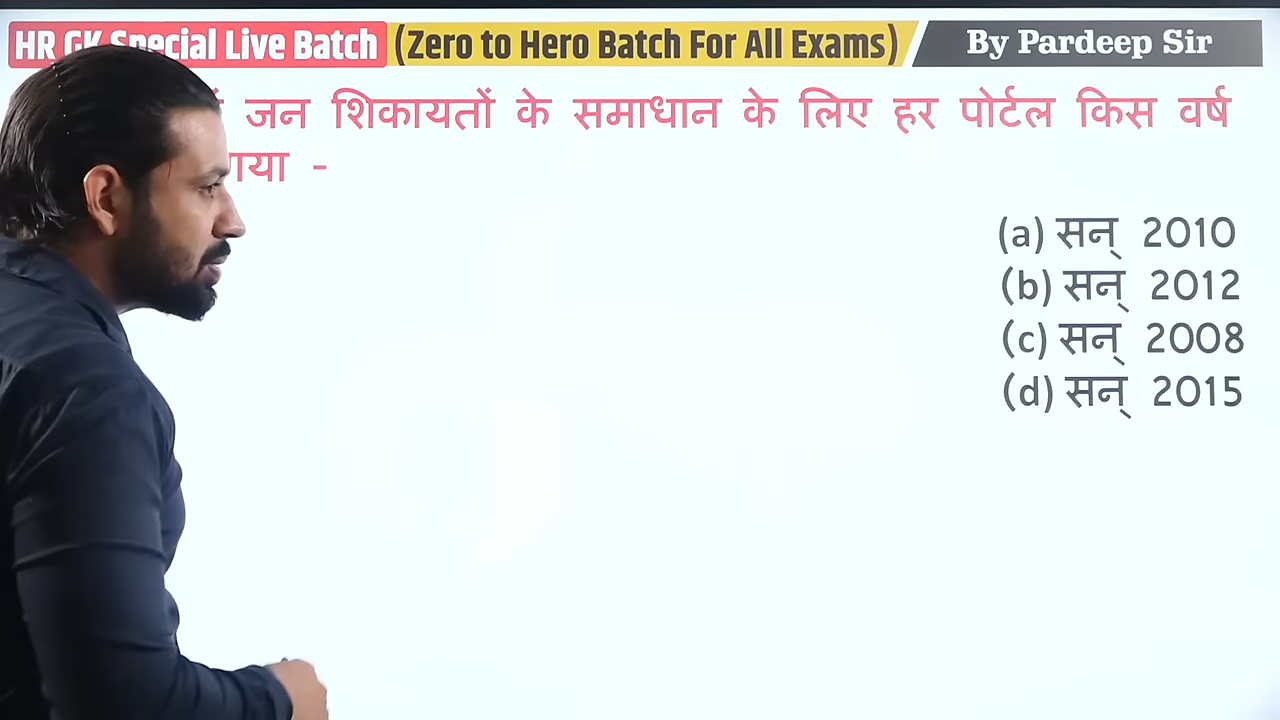 HR GK Special Live Batch (Zero to Hero Batch For All Exams) By Pardeep Sir
जन शिकायतों के समाधान के लिए हर पोर्टल किस वर्ष
-
(a) सन् 2010
(b) सन् 2012
(c) सन् 2008
(d) सन् 2015